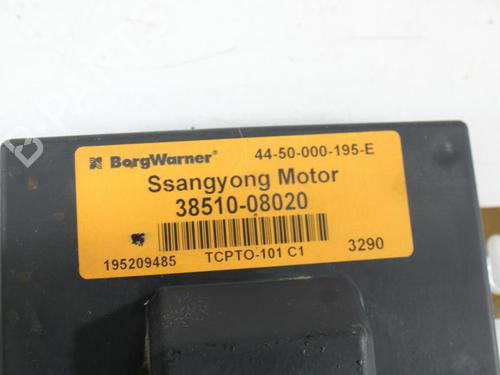 BorgWarner® 44-50-000-195-E
Ssangyong Motor
38510-08020
195209485 TCPTO-101 C1 3290